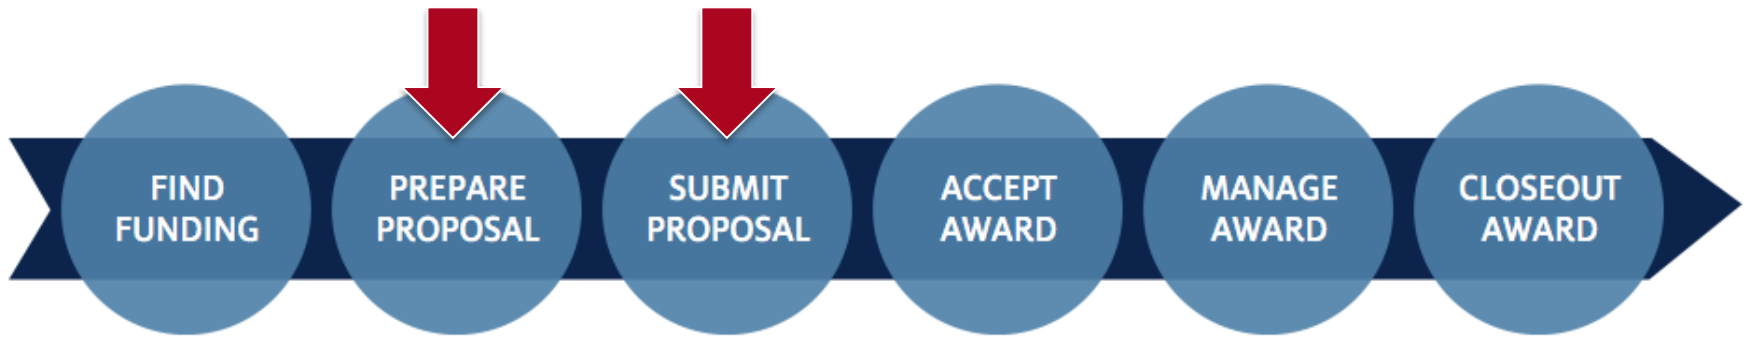 FIND
FUNDING
PREPARE
PROPOSAL
SUBMIT
PROPOSAL
ACCEPT
AWARD
MANAGE
AWARD
CLOSEOUT
AWARD